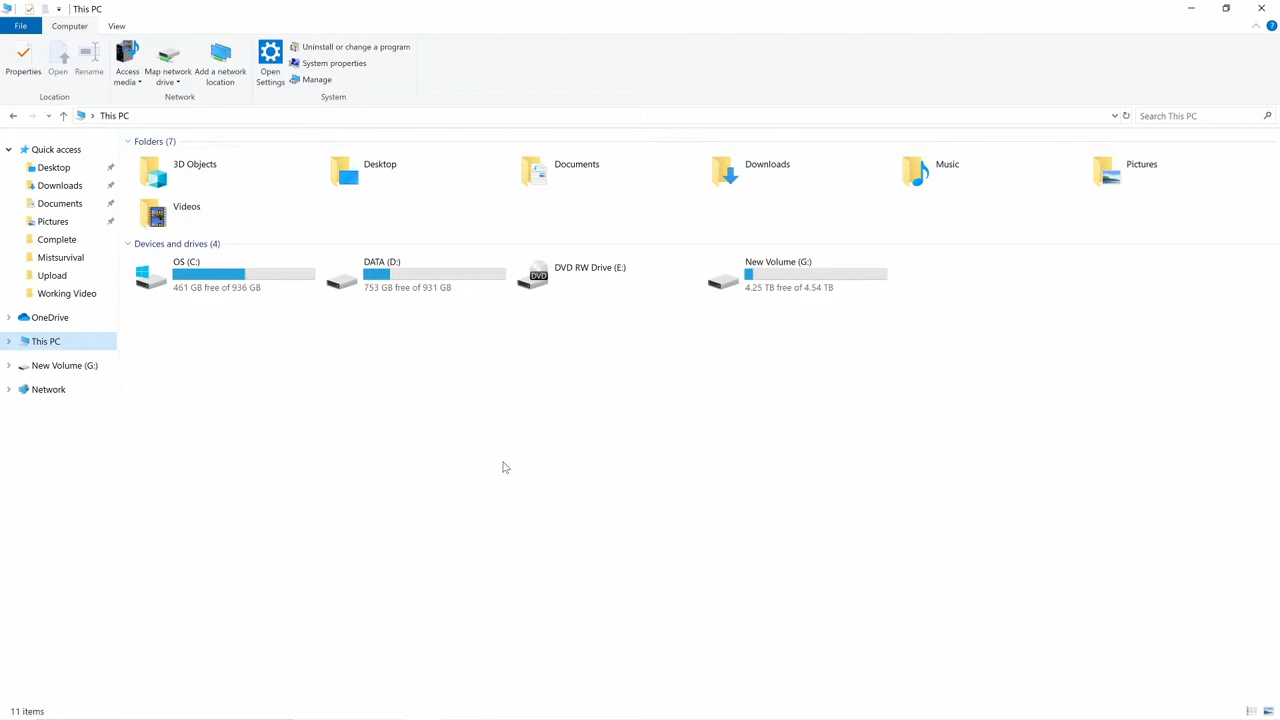 This PC
File
Computer
View
Properties
Open
Rename
Access media
Map network drive
Add a network location
Open Settings
Uninstall or change a program
System properties
Manage
Location
Network
System
This PC
Search This PC
Quick access
Desktop
Downloads
Documents
Pictures
Complete
Mistsurvival
Upload
Working Video
OneDrive
This PC
New Volume (G:)
Network
Folders (7)
3D Objects
Desktop
Documents
Downloads
Music
Pictures
Videos
Devices and drives (4)
OS (C:)
461 GB free of 936 GB
DATA (D:)
753 GB free of 931 GB
DVD RW Drive (E:)
DVD
New Volume (G:)
4.25 TB free of 4.54 TB
11 items